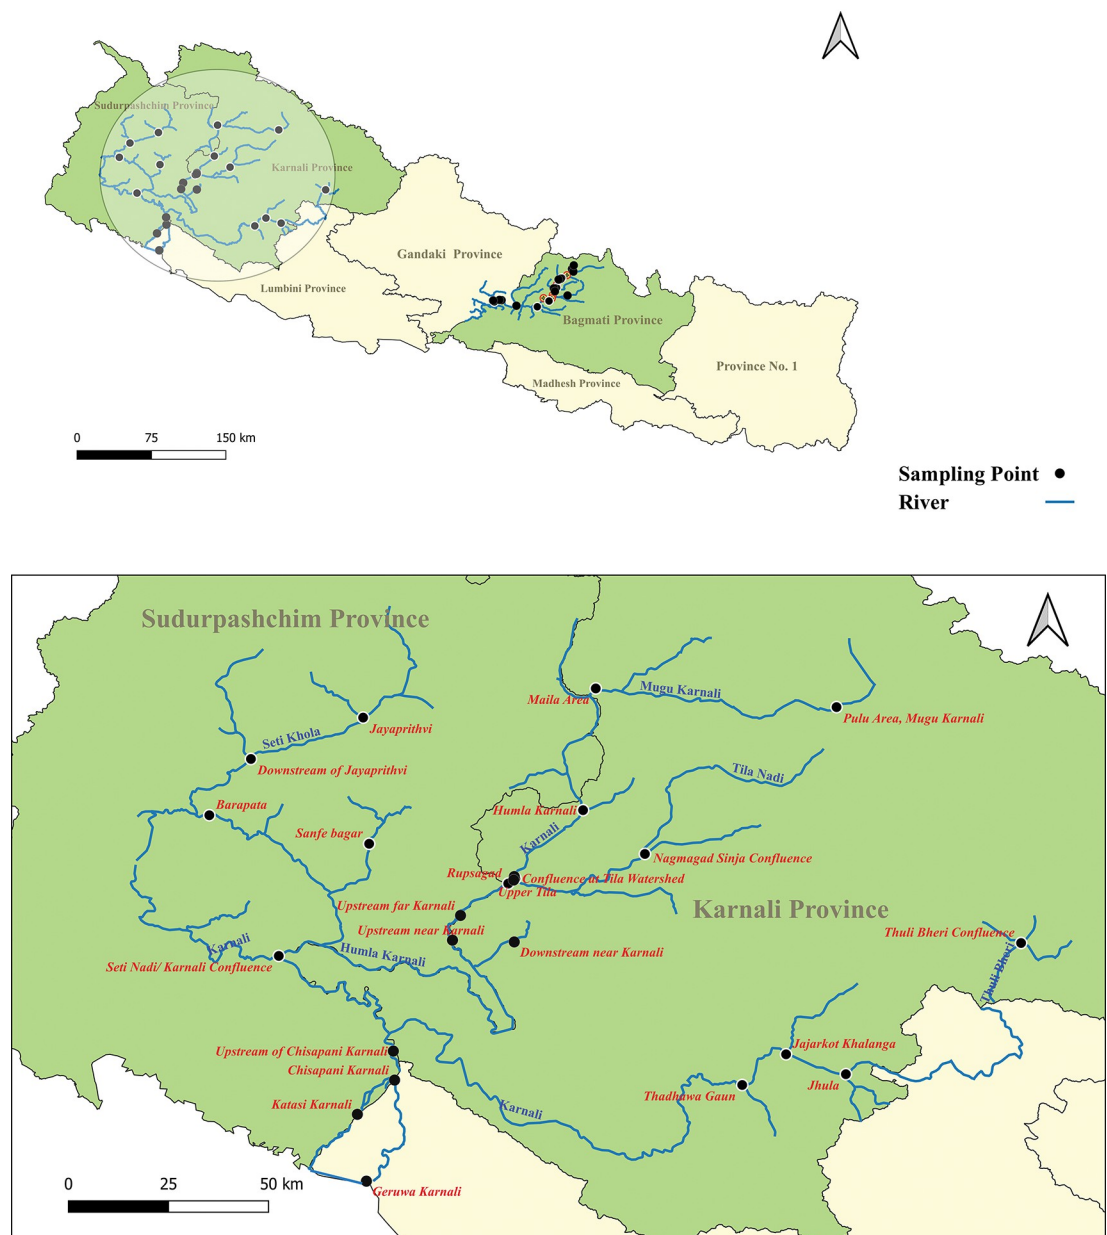 Sudurpashchim Province
Karnali Province
Gandaki Province
Lumbini Province
Bagmati Province
Province No. 1
Madhesh Province
0 75 150 km
Sampling Point
River
Sudurpashchim Province
Maila Area
Mugu Karnali
Pulu Area, Mugu Karnali
Jayaprithvi
Seti Khola
Downstream of Jayaprithvi
Tila Nadi
Barapata
Humla Karnali
Sanfe bagar
Karnali
Nagmagad Sinja Confluence
Rupsagad
Confluence at Tila Watershed
Upper Tila
Upstream far Karnali
Karnali Province
Upstream near Karnali
Thuli Bheri Confluence
Karnali
Humla Karnali
Downstream near Karnali
Seti Nadi/ Karnali Confluence
Thuli Bheri
Upstream of Chisapani Karnali
Jajarkot Khalanga
Chisapani Karnali
Jhula
Thadhawa Gaun
Katasi Karnali
Karnali
0 25 50 km
Geruwa Karnali